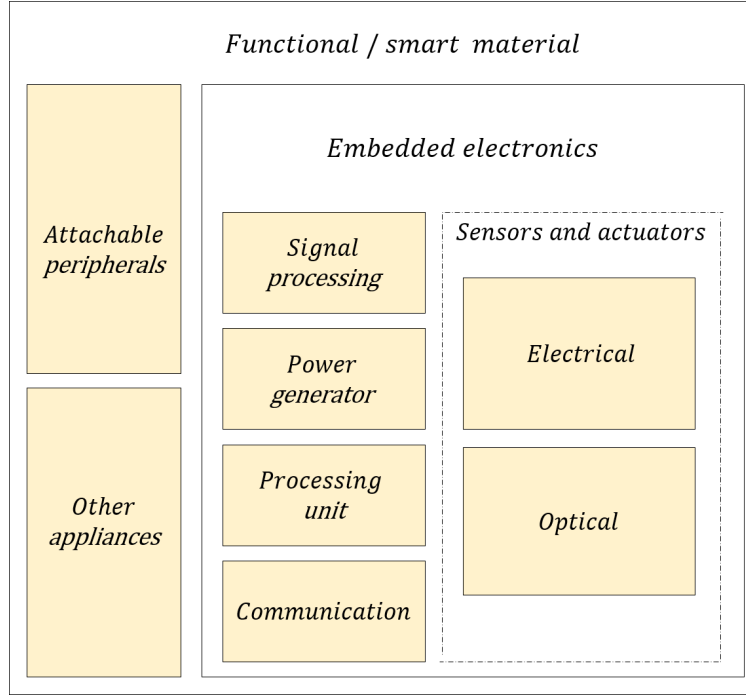 Functional / smart material
Attachable
peripherals
Other
appliances
Embedded electronics
Signal
processing
Power
generator
Processing
unit
Communication
Sensors and actuators
Electrical
Optical